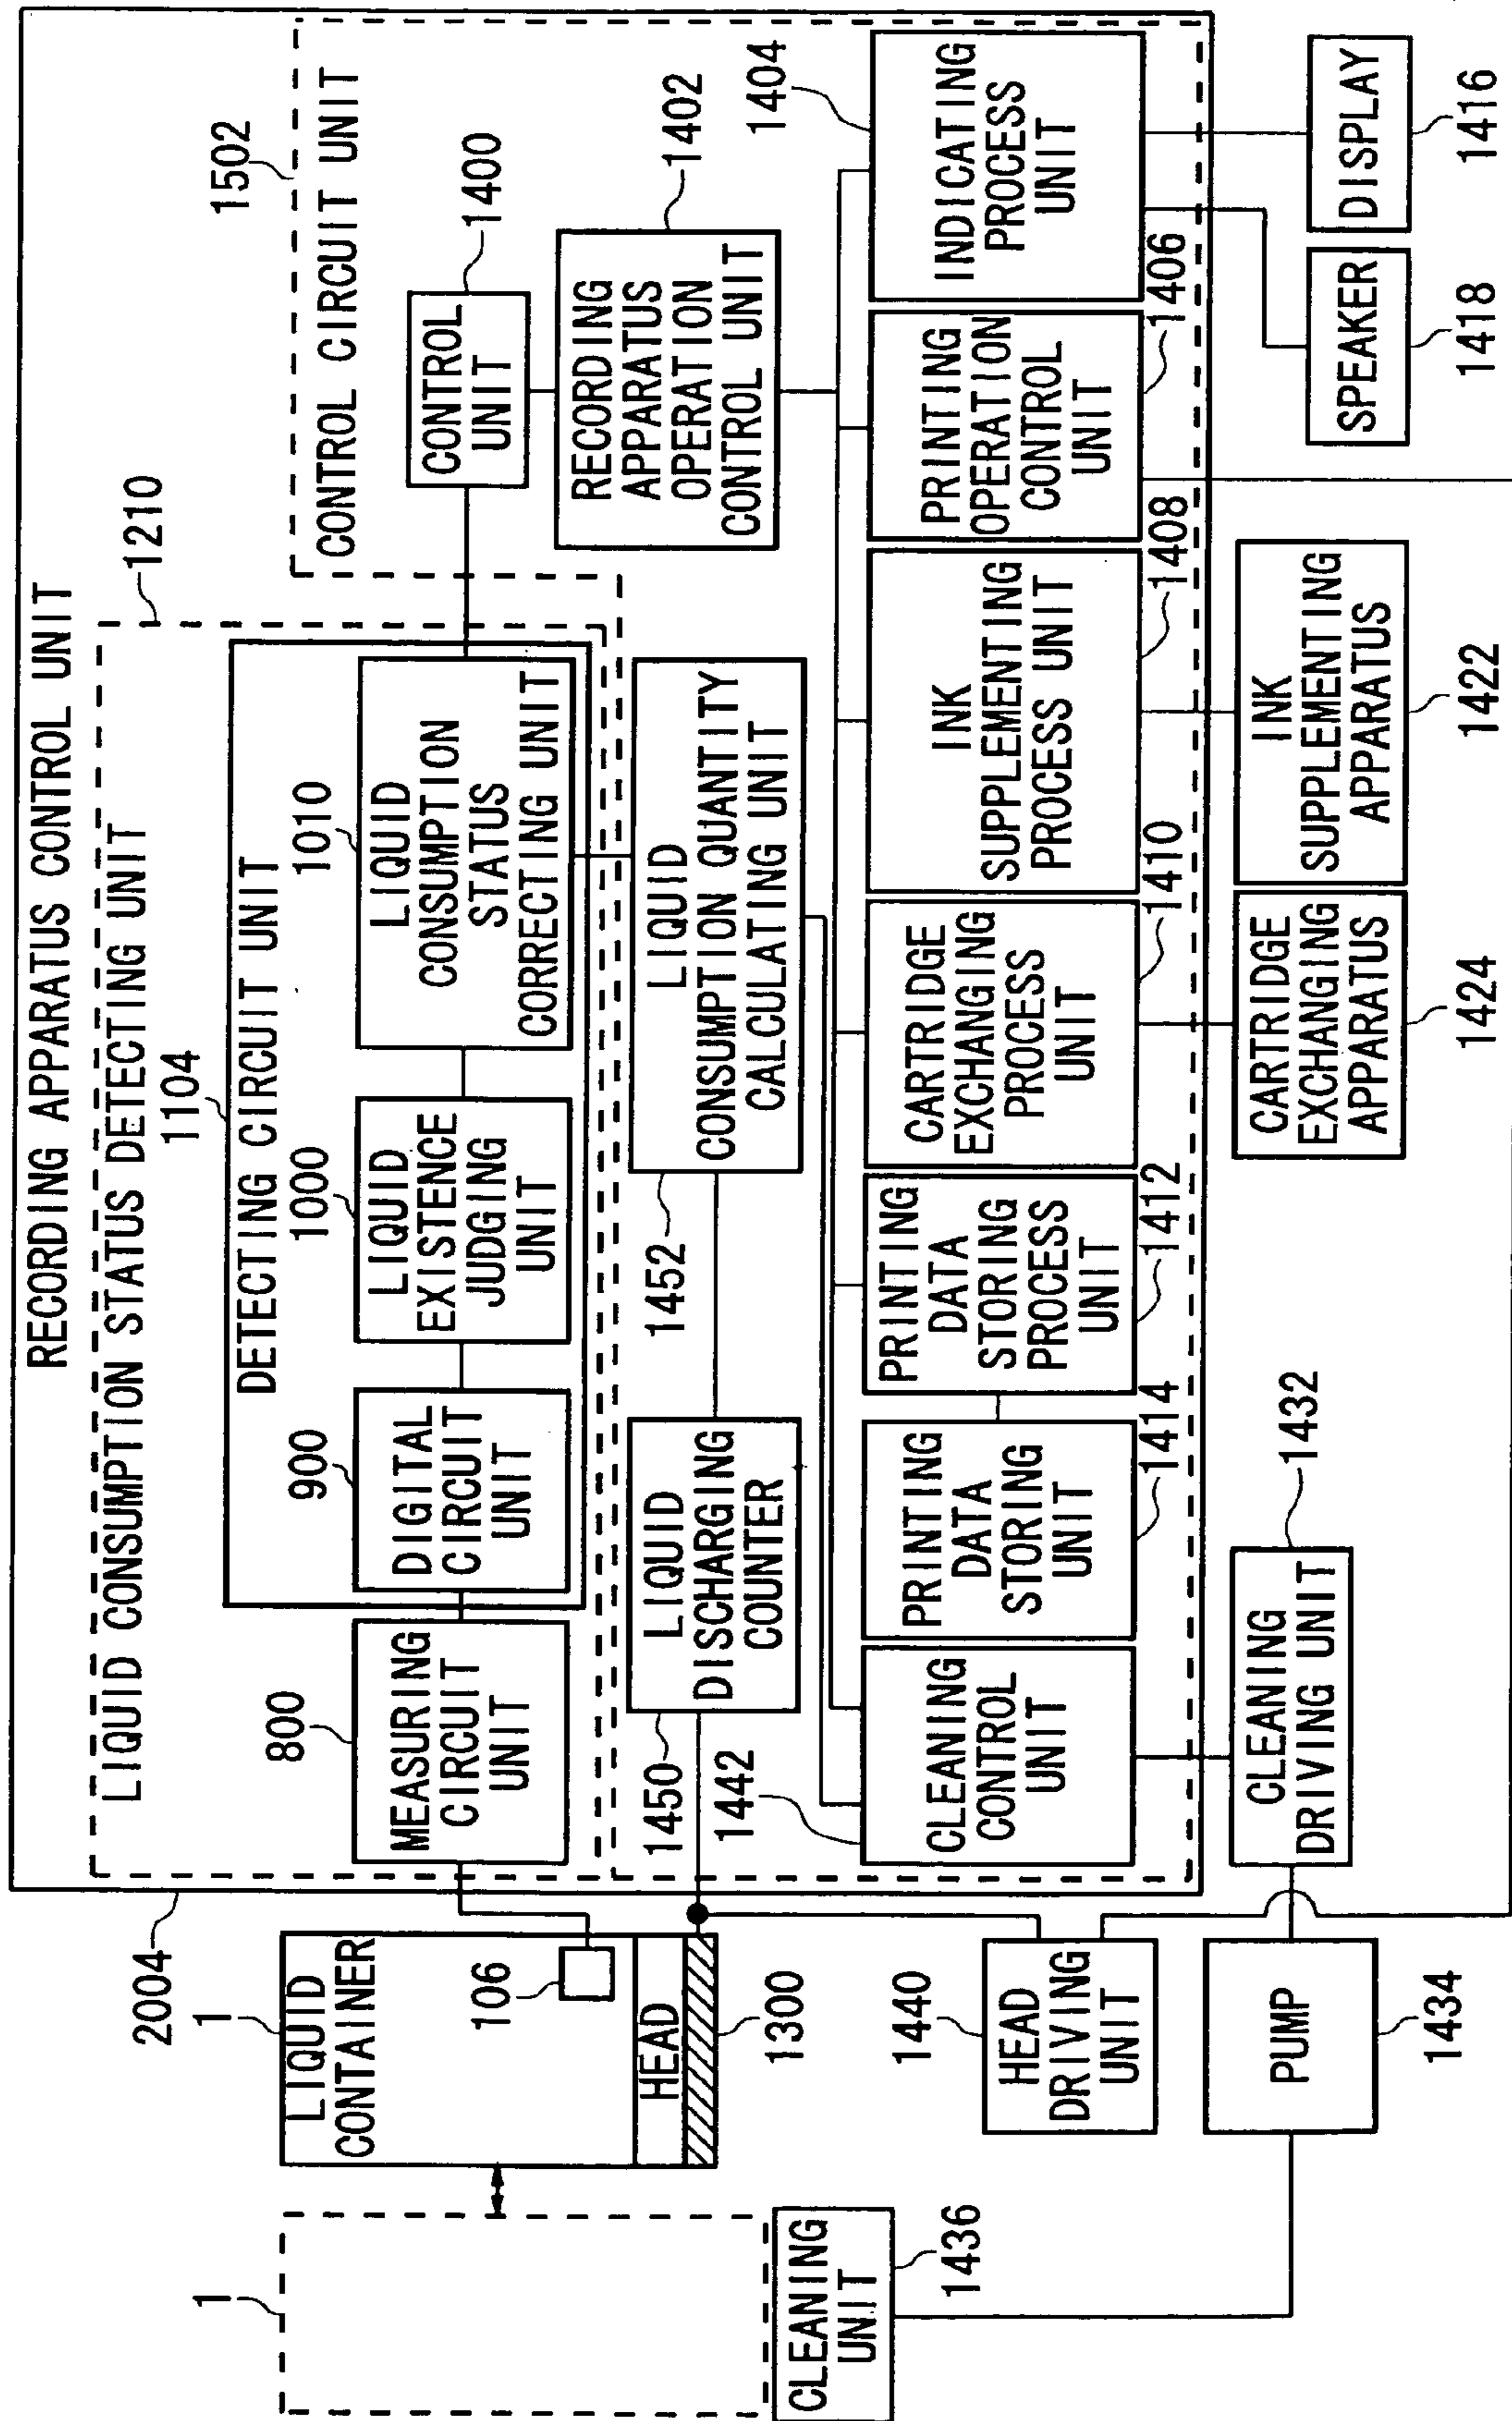 RECORDING APPARATUS CONTROL UNIT
2004
LIQUID CONSUMPTION STATUS DETECTING UNIT
1210
1104
DETECTING CIRCUIT UNIT
1502
CONTROL CIRCUIT UNIT
1
1
LIQUID
CONTAINER
106
HEAD
1300
800
MEASURING
CIRCUIT
UNIT
900
DIGITAL
CIRCUIT
UNIT
1000
LIQUID
EXISTENCE
JUDGING
UNIT
1010
LIQUID
CONSUMPTION
STATUS
CORRECTING UNIT
1400
CONTROL
UNIT
1402
RECORDING
APPARATUS
OPERATION
CONTROL UNIT
1450
LIQUID
DISCHARGING
COUNTER
1452
LIQUID
CONSUMPTION QUANTITY
CALCULATING UNIT
1442
CLEANING
CONTROL
UNIT
PRINTING
DATA
STORING
UNIT
1414
PRINTING
DATA
STORING
PROCESS
UNIT
1412
CARTRIDGE
EXCHANGING
PROCESS
UNIT
1410
INK
SUPPLEMENTING
PROCESS UNIT
1408
PRINTING
OPERATION
CONTROL
UNIT
1406
1404
INDICATING
PROCESS
UNIT
CLEANING
UNIT
1436
1440
HEAD
DRIVING
UNIT
PUMP
1434
CLEANING
DRIVING UNIT
1432
CARTRIDGE
EXCHANGING
APPARATUS
1424
INK
SUPPLEMENTING
APPARATUS
1422
SPEAKER
1418
DISPLAY
1416